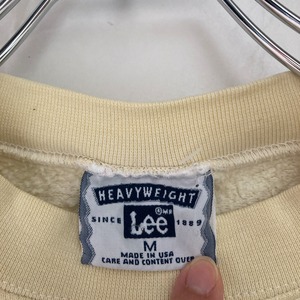 HEAVYWEIGHT
SINCE Lee ®MR 1889
M
MADE IN USA
CARE AND CONTENT OVER